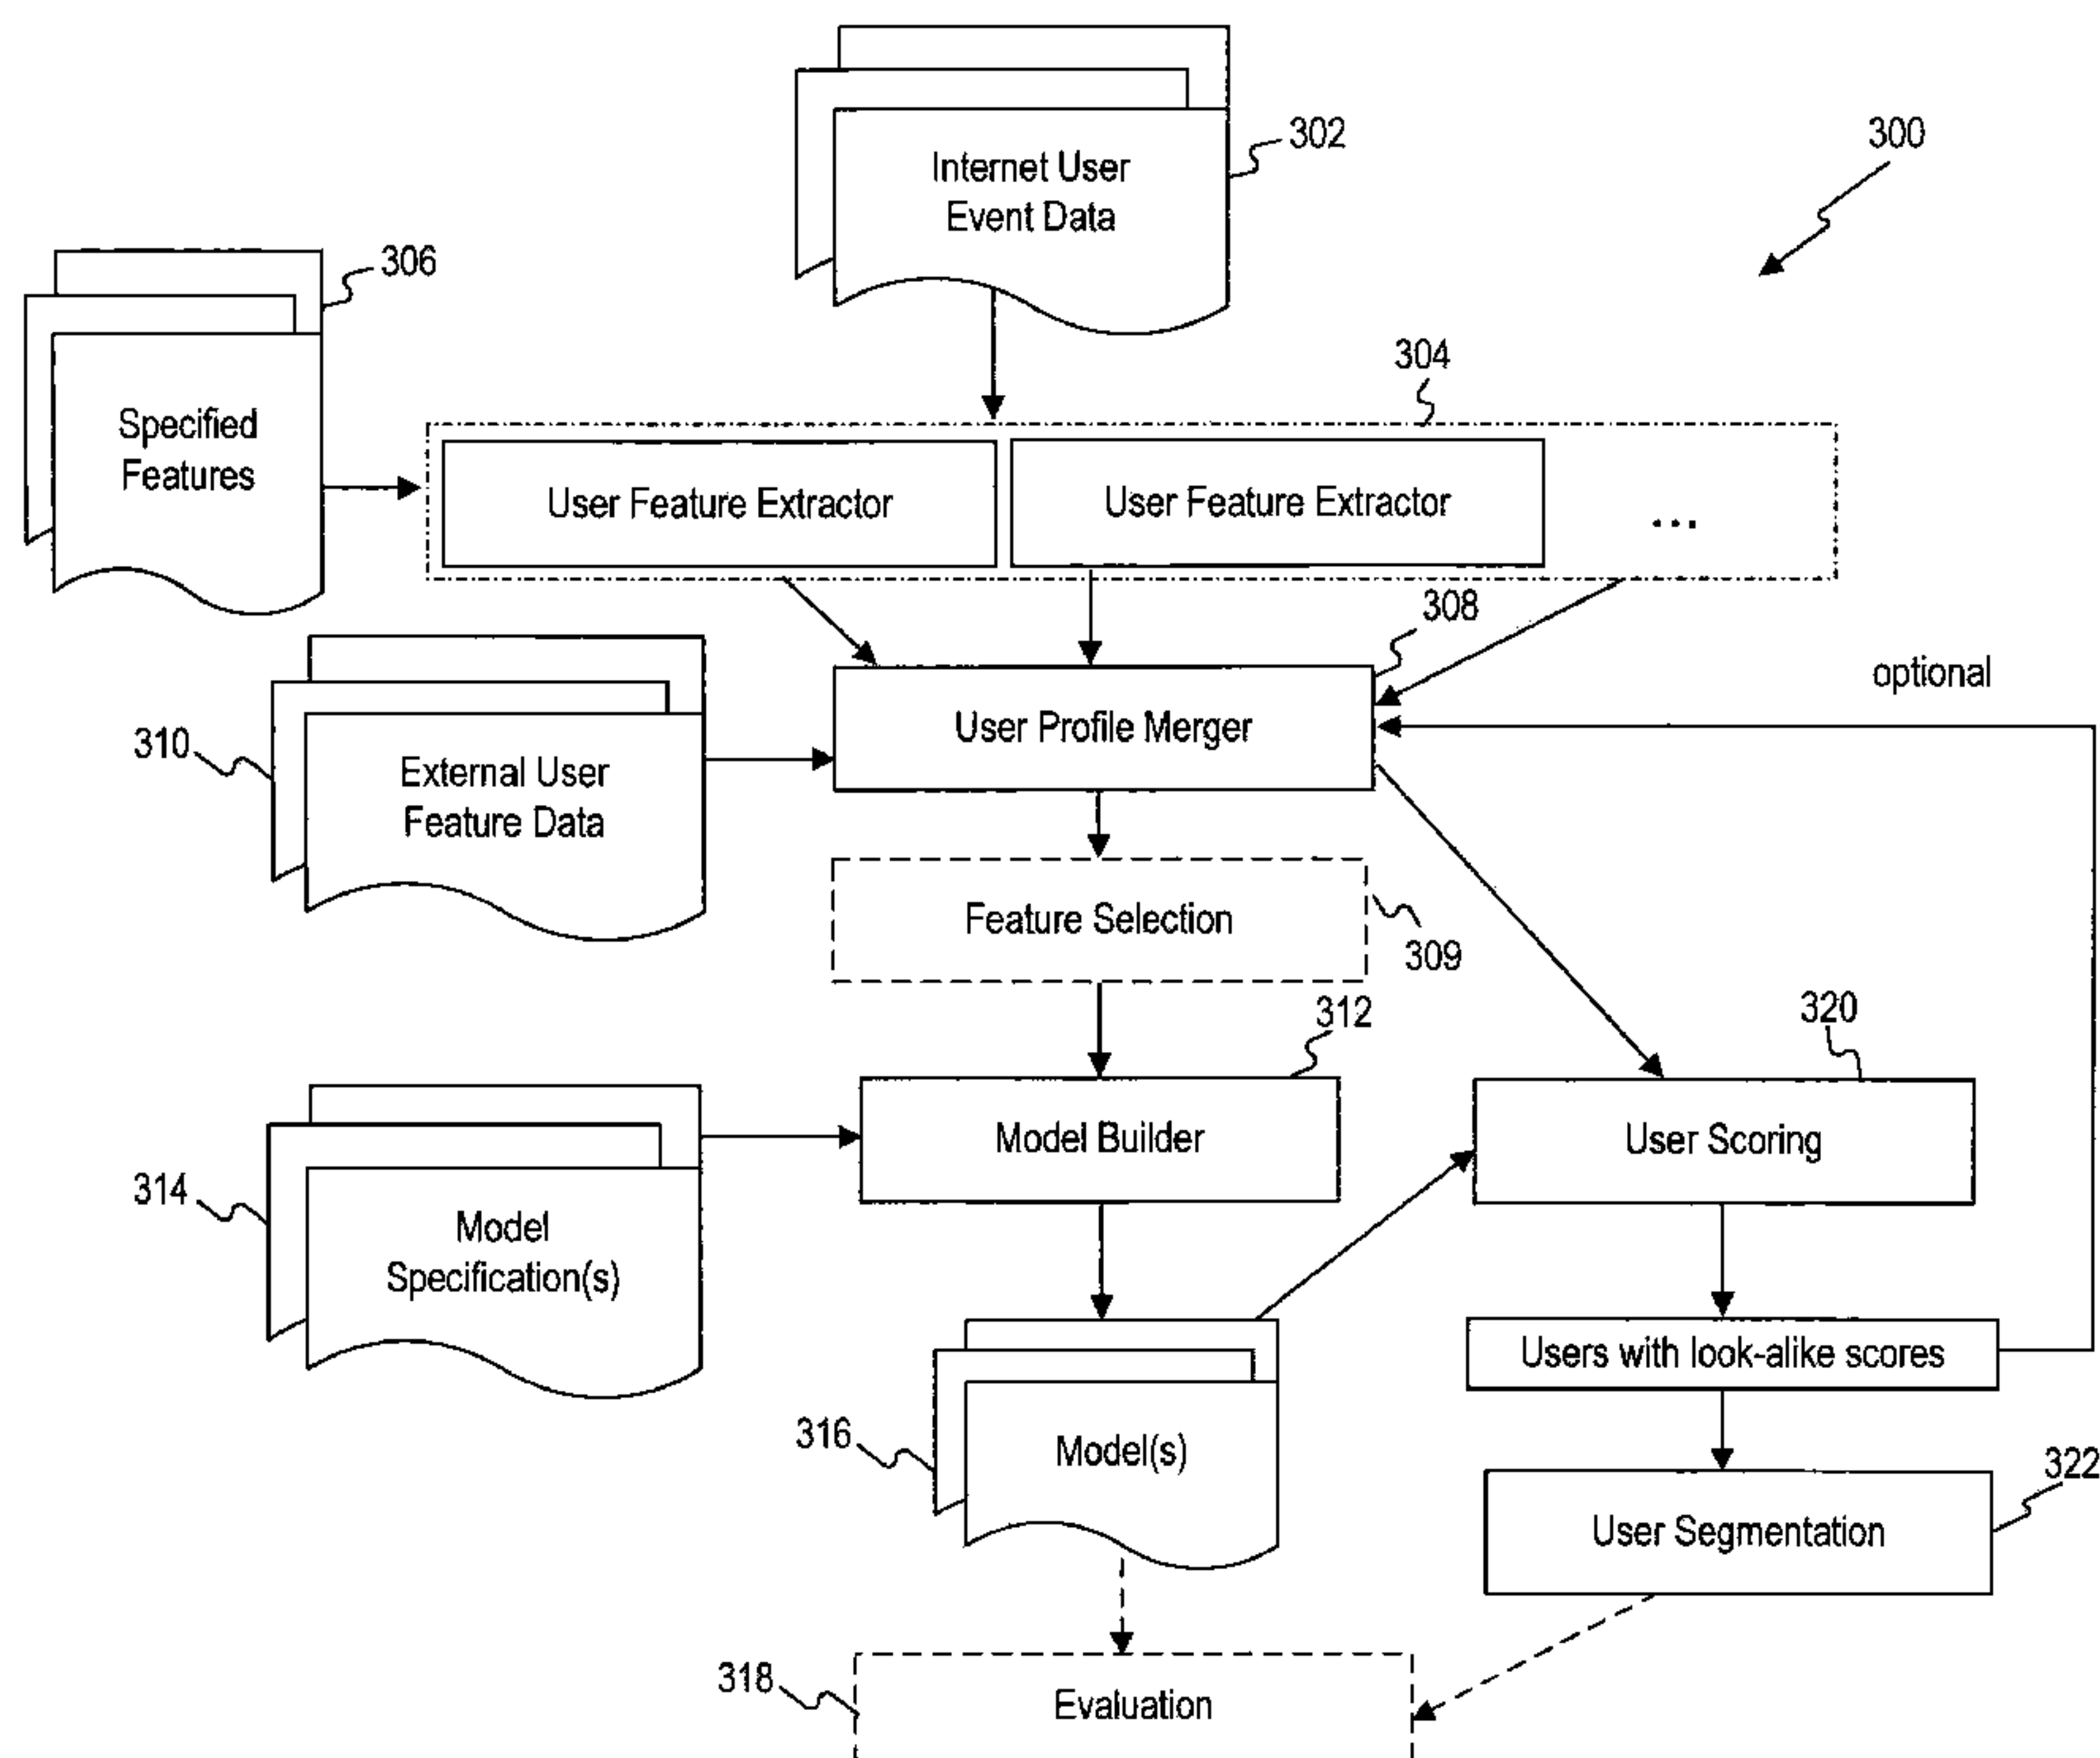 302
300
Internet User
Event Data
306
304
Specified
Features
User Feature Extractor
User Feature Extractor
...
308
optional
310
User Profile Merger
External User
Feature Data
Feature Selection
309
312
320
Model Builder
User Scoring
314
Model
Specification(s)
Users with look-alike scores
316
Model(s)
322
User Segmentation
318
Evaluation